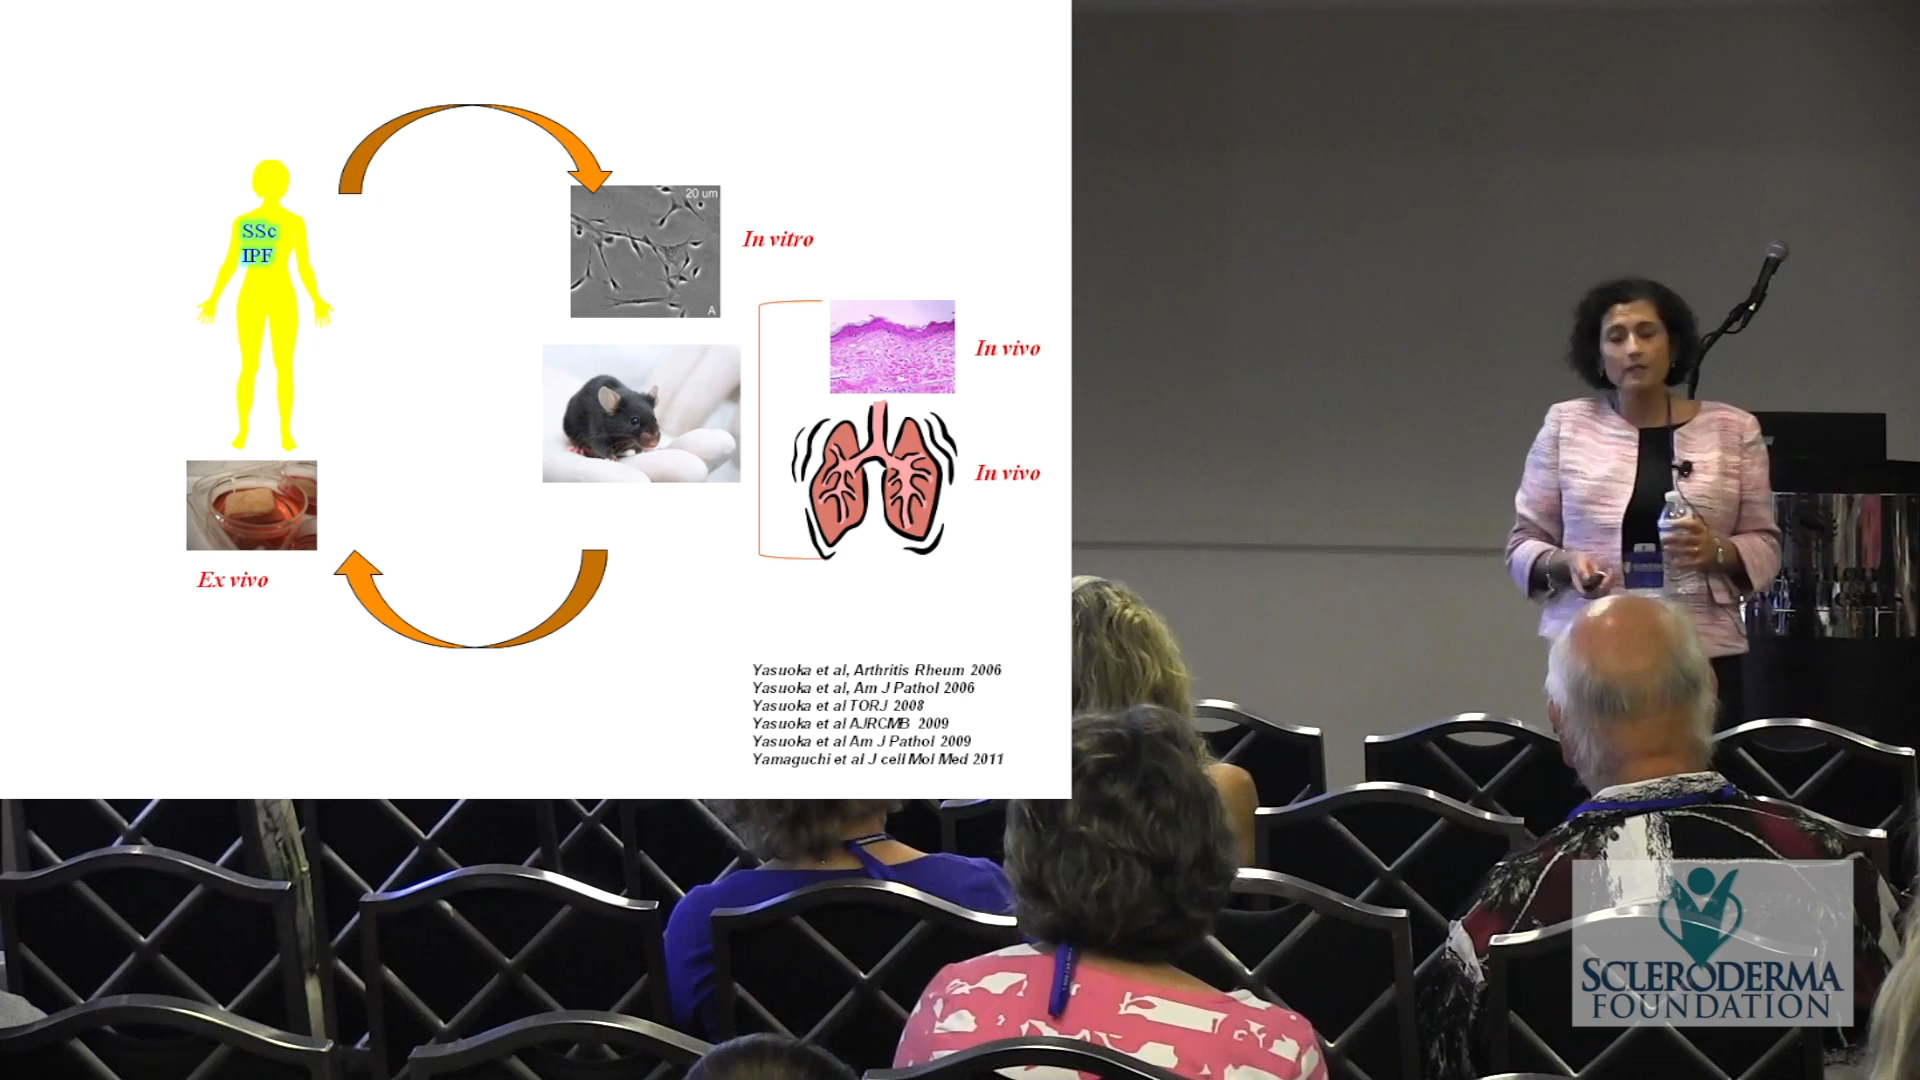 SSc
IPF
20 um
A
In vitro
In vivo
In vivo
Ex vivo
Yasuoka et al, Arthritis Rheum 2006
Yasuoka et al, Am J Pathol 2006
Yasuoka et al TORJ 2008
Yasuoka et al AJRCMB 2009
Yasuoka et al Am J Pathol 2009
Yamaguchi et al J cell Mol Med 2011
SCLERODERMA
FOUNDATION